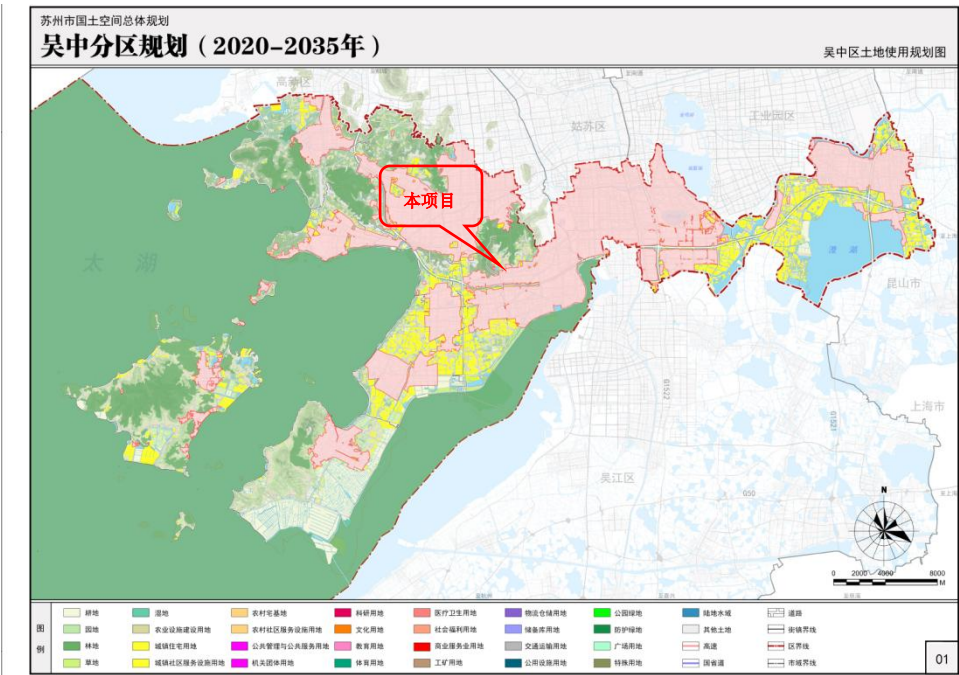 苏州市国土空间总体规划
吴中分区规划（2020-2035年）
吴中区土地使用规划图
高新区
姑苏区
工业园区
本项目
太 湖
澄 湖
昆山市
上海市
G1522
G1521
吴江区
G50
N
0 2000 4000 8000
M
图例
耕地
园地
林地
草地
湿地
农业设施建设用地
城镇住宅用地
城镇社区服务设施用地
农村宅基地
农村社区服务设施用地
公共管理与公共服务用地
机关团体用地
科研用地
文化用地
教育用地
体育用地
医疗卫生用地
社会福利用地
商业服务业用地
工矿用地
物流仓储用地
储备库用地
交通运输用地
公用设施用地
公园绿地
防护绿地
广场用地
特殊用地
陆地水域
其他土地
高速
国省道
道路
街镇界线
区界线
市域界线
01